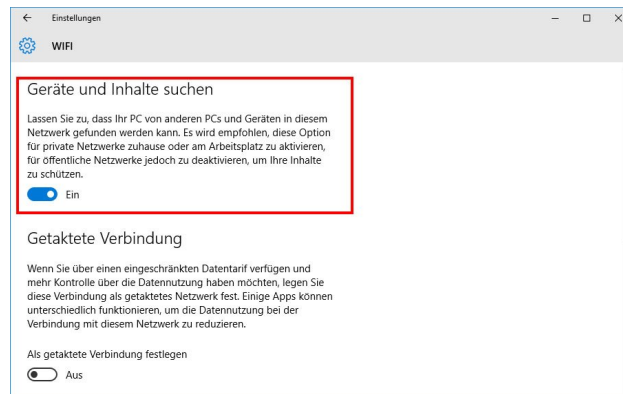 Einstellungen
WIFI
Geräte und Inhalte suchen
Lassen Sie zu, dass Ihr PC von anderen PCs und Geräten in diesem
Netzwerk gefunden werden kann. Es wird empfohlen, diese Option
für private Netzwerke zuhause oder am Arbeitsplatz zu aktivieren,
für öffentliche Netzwerke jedoch zu deaktivieren, um Ihre Inhalte
zu schützen.
Ein
Getaktete Verbindung
Wenn Sie über einen eingeschränkten Datentarif verfügen und
mehr Kontrolle über die Datennutzung haben möchten, legen Sie
diese Verbindung als getaktetes Netzwerk fest. Einige Apps können
unterschiedlich funktionieren, um die Datennutzung bei der
Verbindung mit diesem Netzwerk zu reduzieren.
Als getaktete Verbindung festlegen
Aus